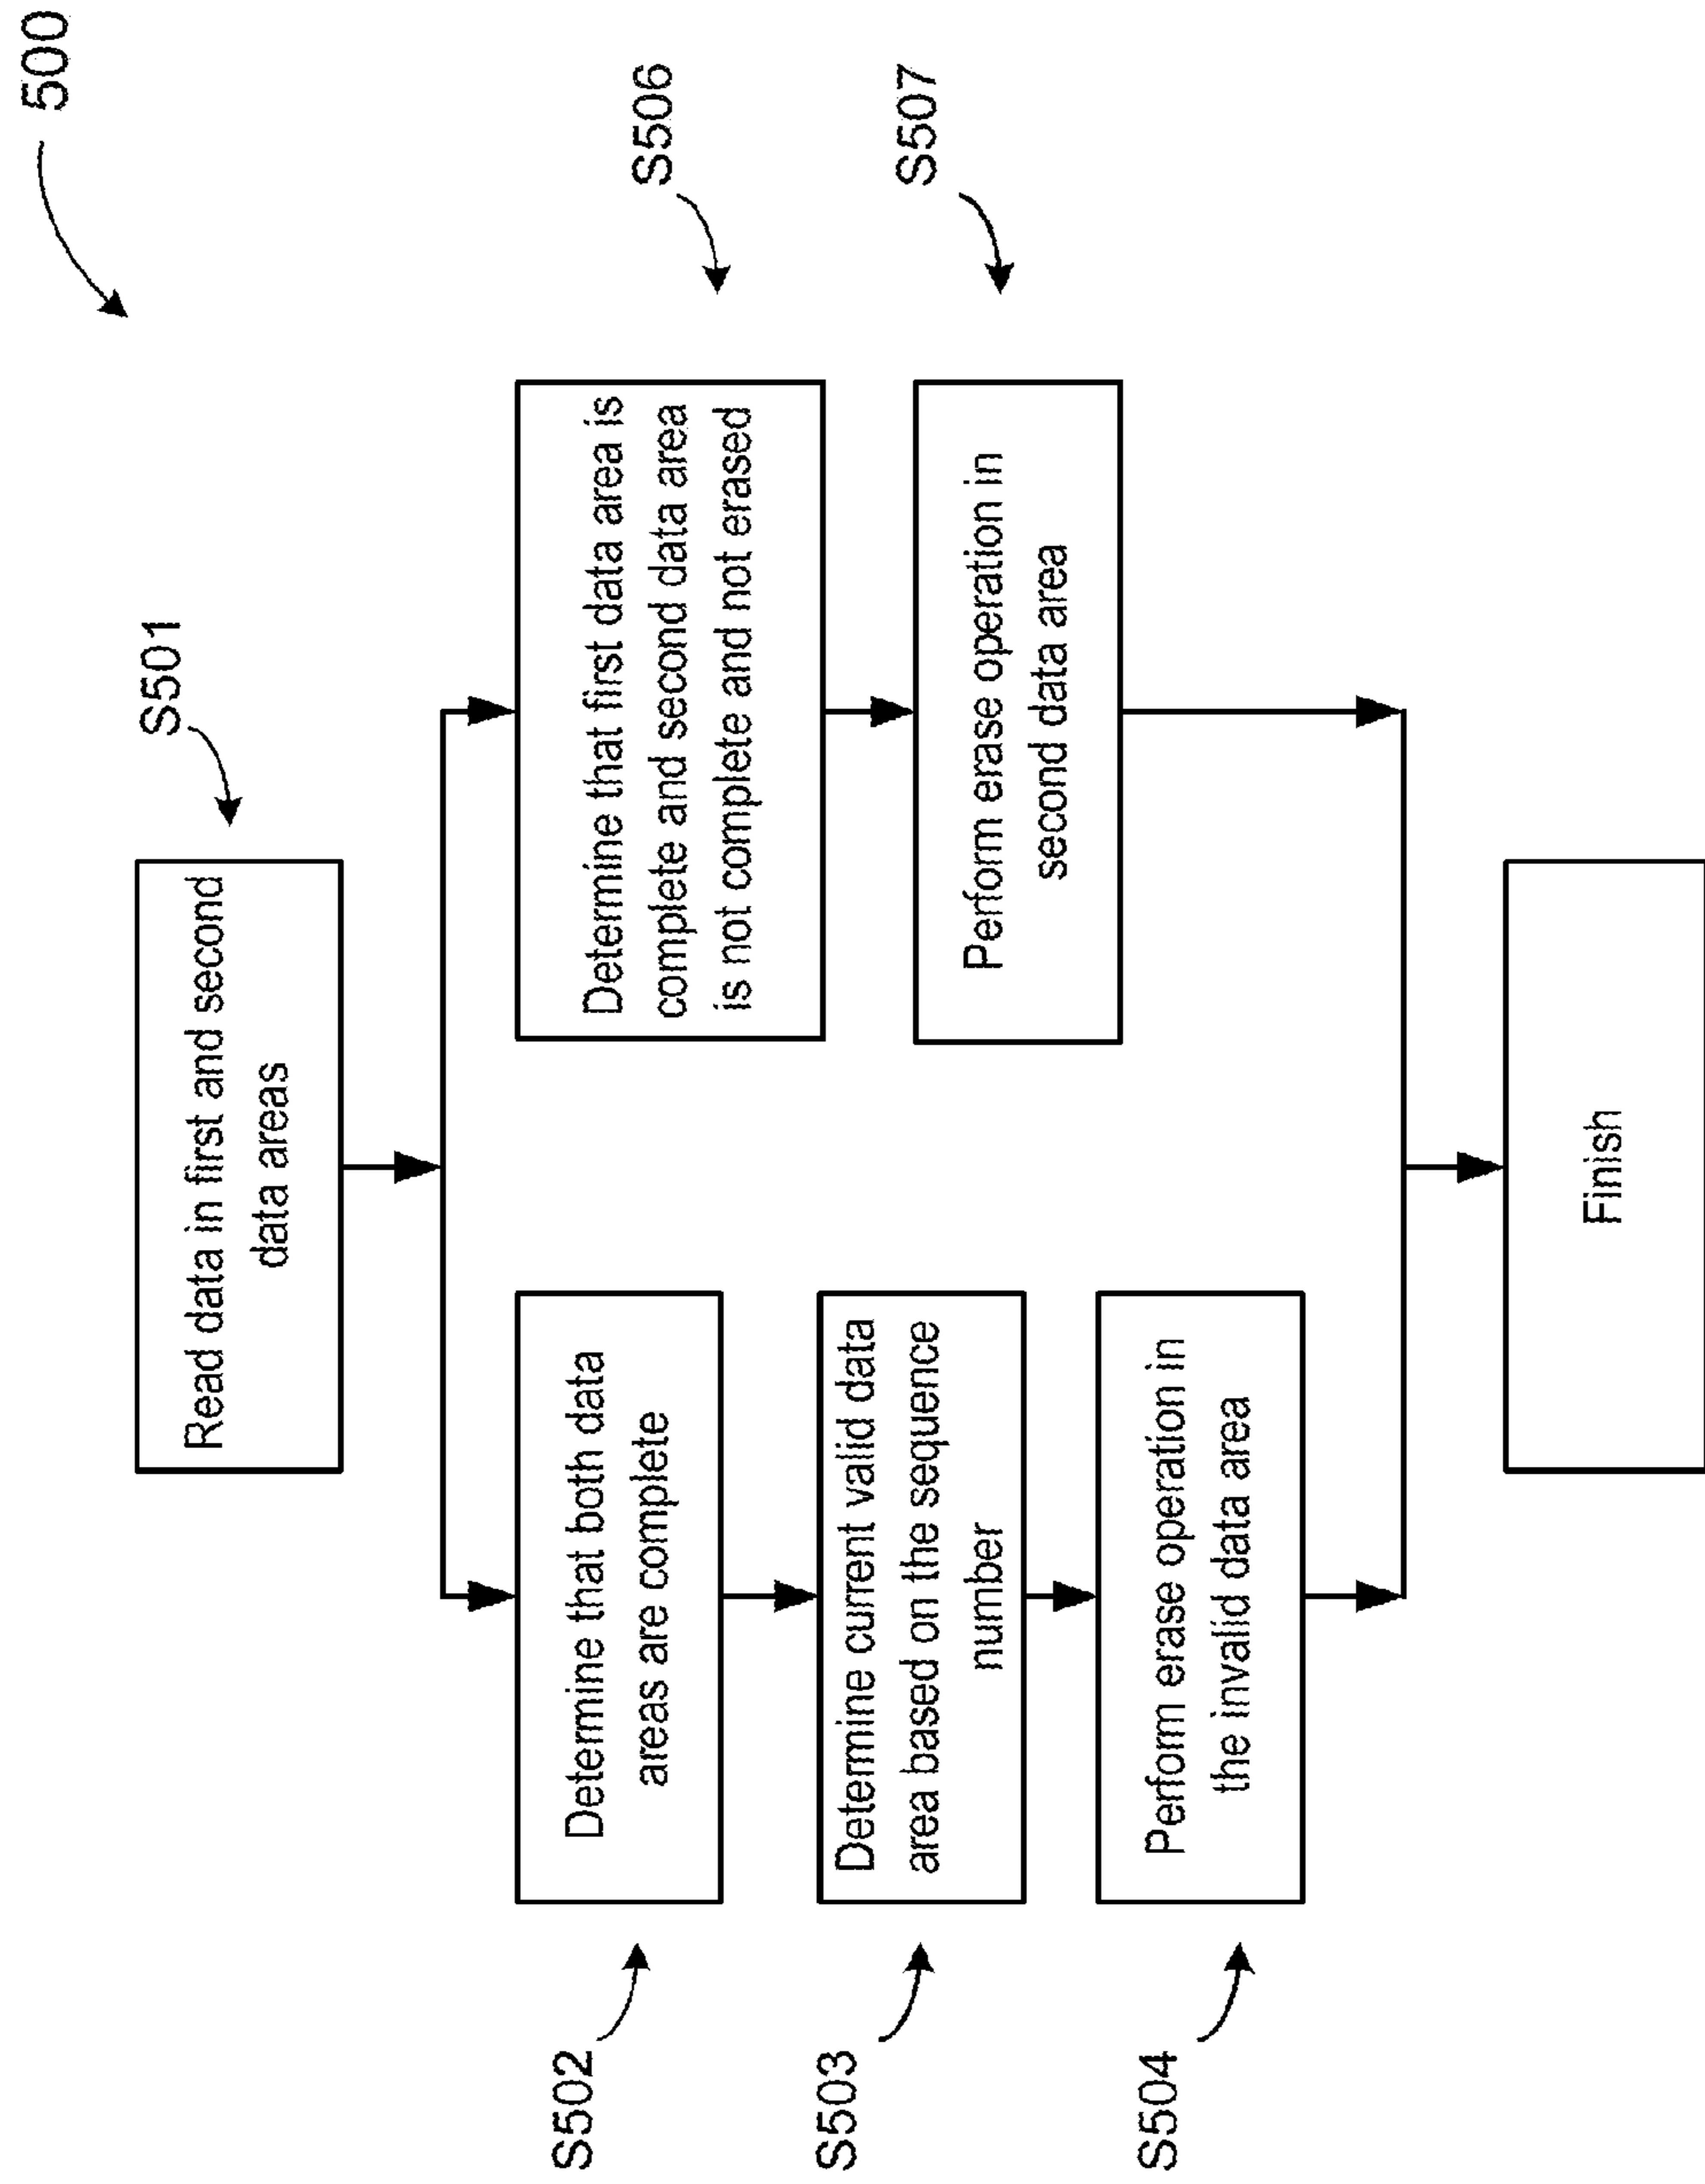 500
S501
Read data in first and second
data areas
S502
Determine that both data
areas are complete
S503
Determine current valid data
area based on the sequence
number
S504
Perform erase operation in
the invalid data area
S506
Determine that first data area is
complete and second data area
is not complete and not erased
S507
Perform erase operation in
second data area
Finish